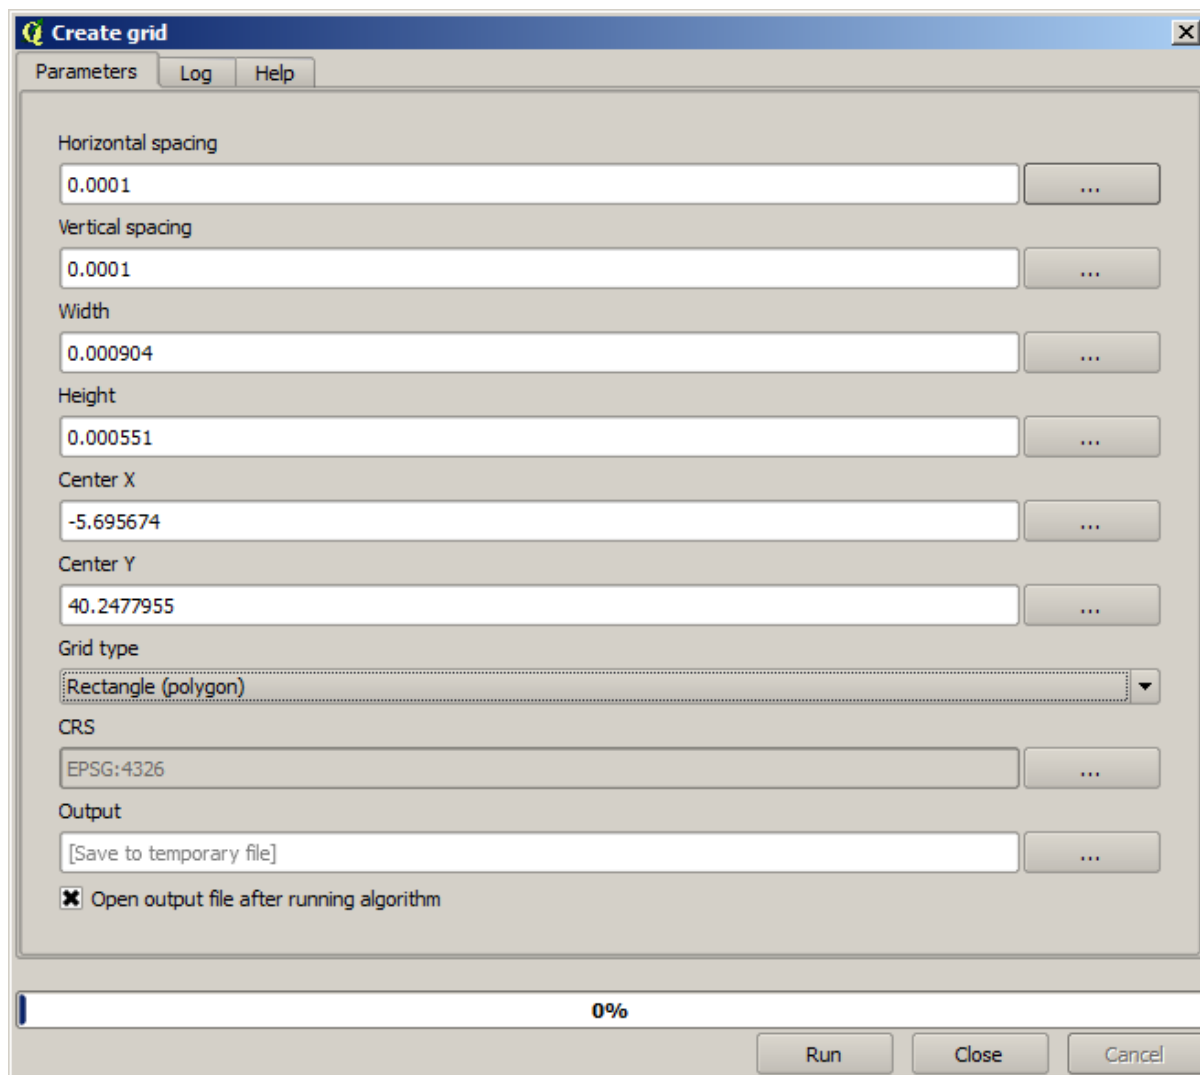 Create grid
Parameters Log Help
Horizontal spacing
0.0001 ...
Vertical spacing
0.0001 ...
Width
0.000904 ...
Height
0.000551 ...
Center X
-5.695674 ...
Center Y
40.2477955 ...
Grid type
Rectangle (polygon)
CRS
EPSG:4326 ...
Output
[Save to temporary file] ...
Open output file after running algorithm
0%
Run Close Cancel